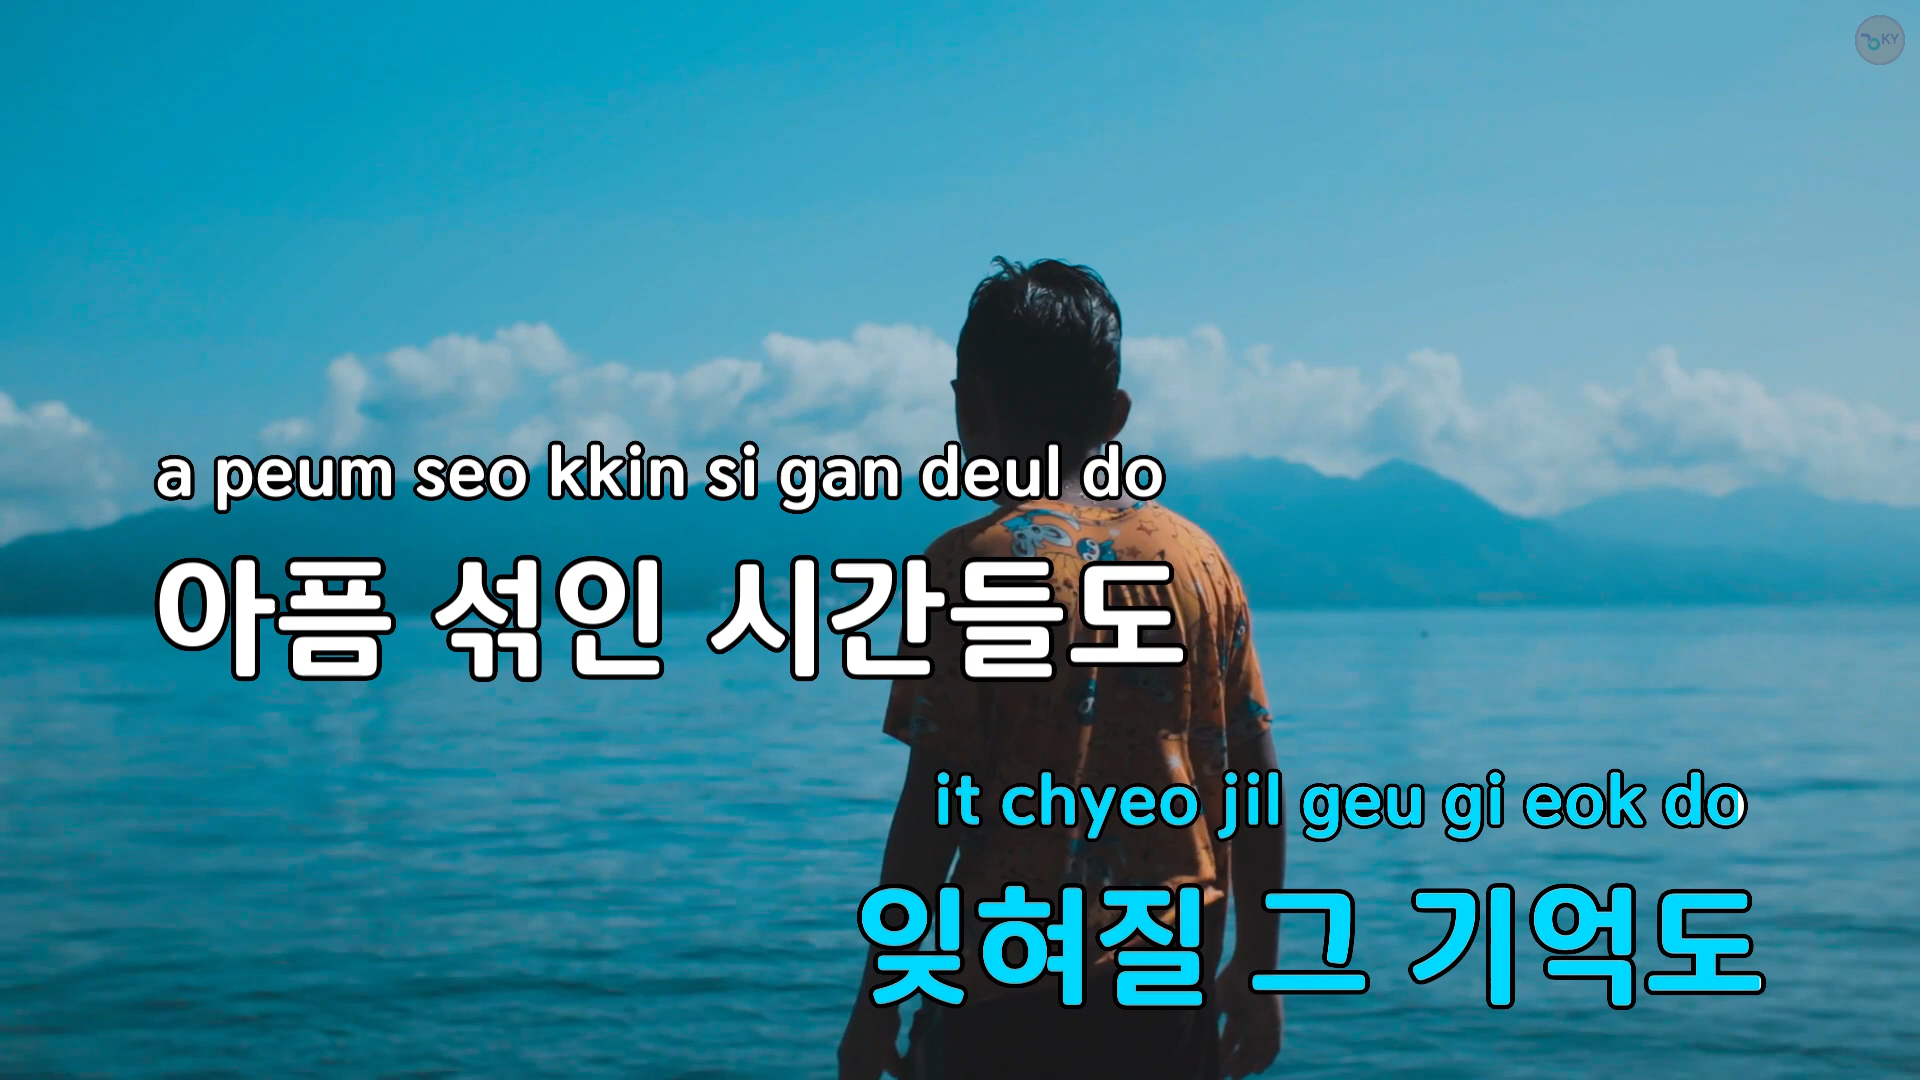 KY
a peum seo kkin si gan deul do
아픔 섞인 시간들도
it chyeo jil geu gi eok do
잊혀질 그 기억도